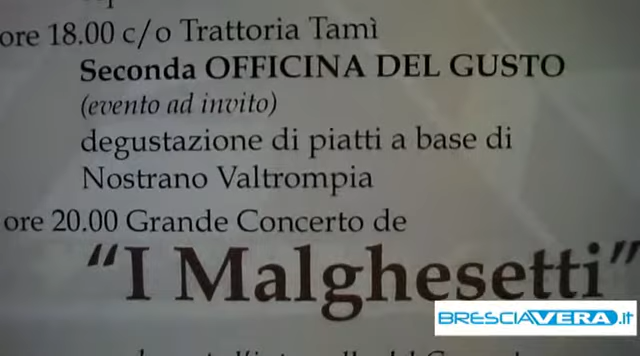 ore 18.00 c/o Trattoria Tamì
Seconda OFFICINA DEL GUSTO
(evento ad invito)
degustazione di piatti a base di
Nostrano Valtrompia
ore 20.00 Grande Concerto de
“I Malghesetti”
BRESCIAVERA.it